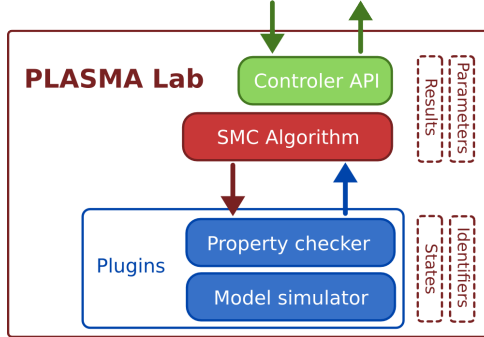 PLASMA Lab
Controler API
SMC Algorithm
Results
Parameters
Plugins
Property checker
Model simulator
States
Identifiers